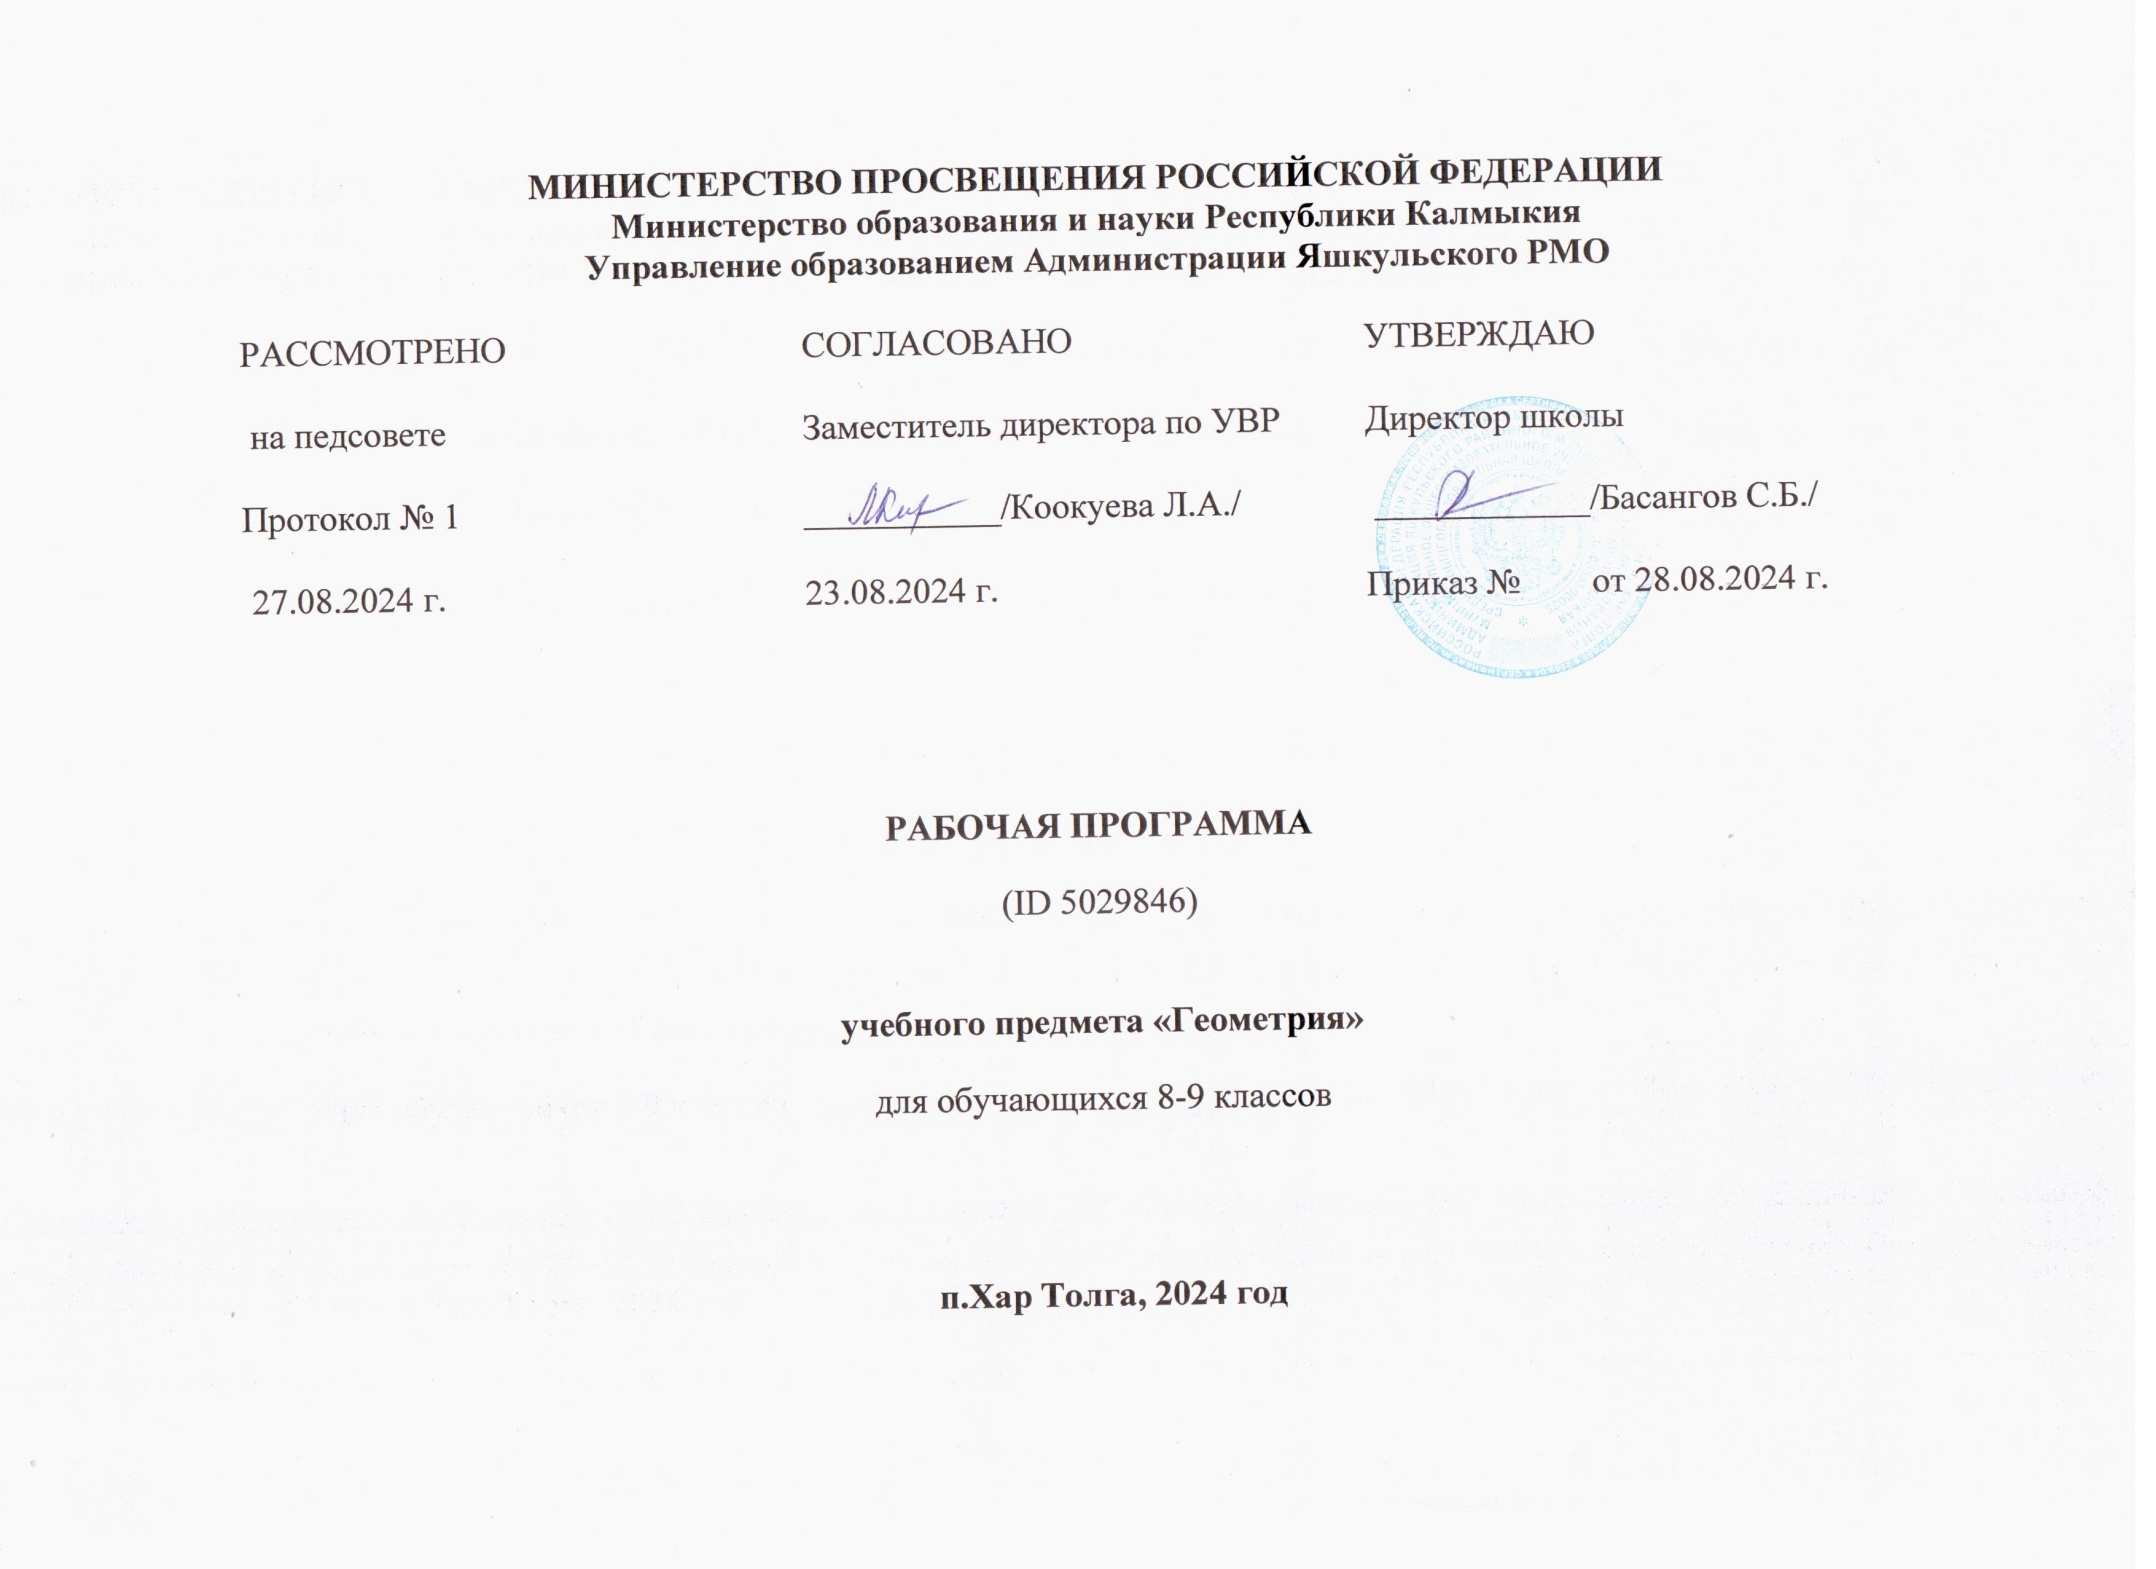 МИНИСТЕРСТВО ПРОСВЕЩЕНИЯ РОССИЙСКОЙ ФЕДЕРАЦИИ
Министерство образования и науки Республики Калмыкия
Управление образованием Администрации Яшкульского РМО
РАССМОТРЕНО
на педсовете
Протокол № 1
27.08.2024 г.
СОГЛАСОВАНО
Заместитель директора по УВР
/Коокуева Л.А./
23.08.2024 г.
УТВЕРЖДАЮ
Директор школы
/Басангов С.Б./
Приказ № от 28.08.2024 г.
РАБОЧАЯ ПРОГРАММА
(ID 5029846)
учебного предмета «Геометрия»
для обучающихся 8-9 классов
п.Хар Толга, 2024 год